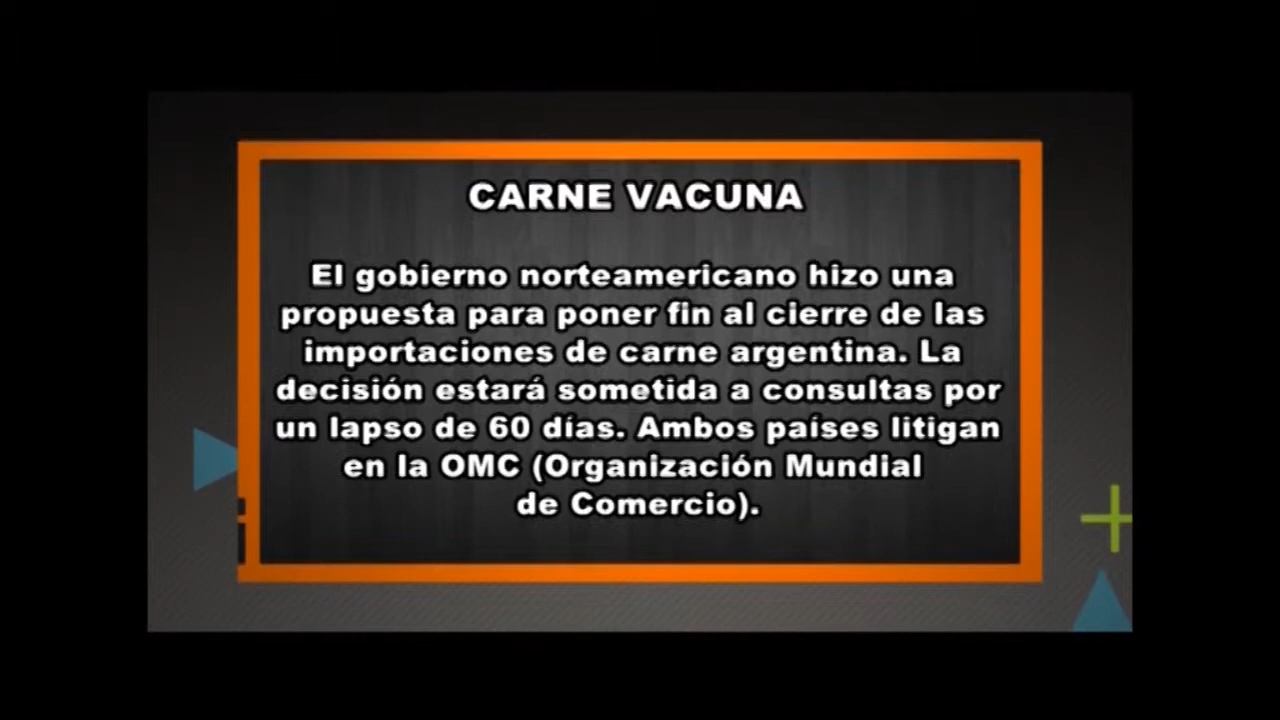 CARNE VACUNA
El gobierno norteamericano hizo una
propuesta para poner fin al cierre de las
importaciones de carne argentina. La
decisión estará sometida a consultas por
un lapso de 60 días. Ambos países litigan
en la OMC (Organización Mundial
de Comercio).